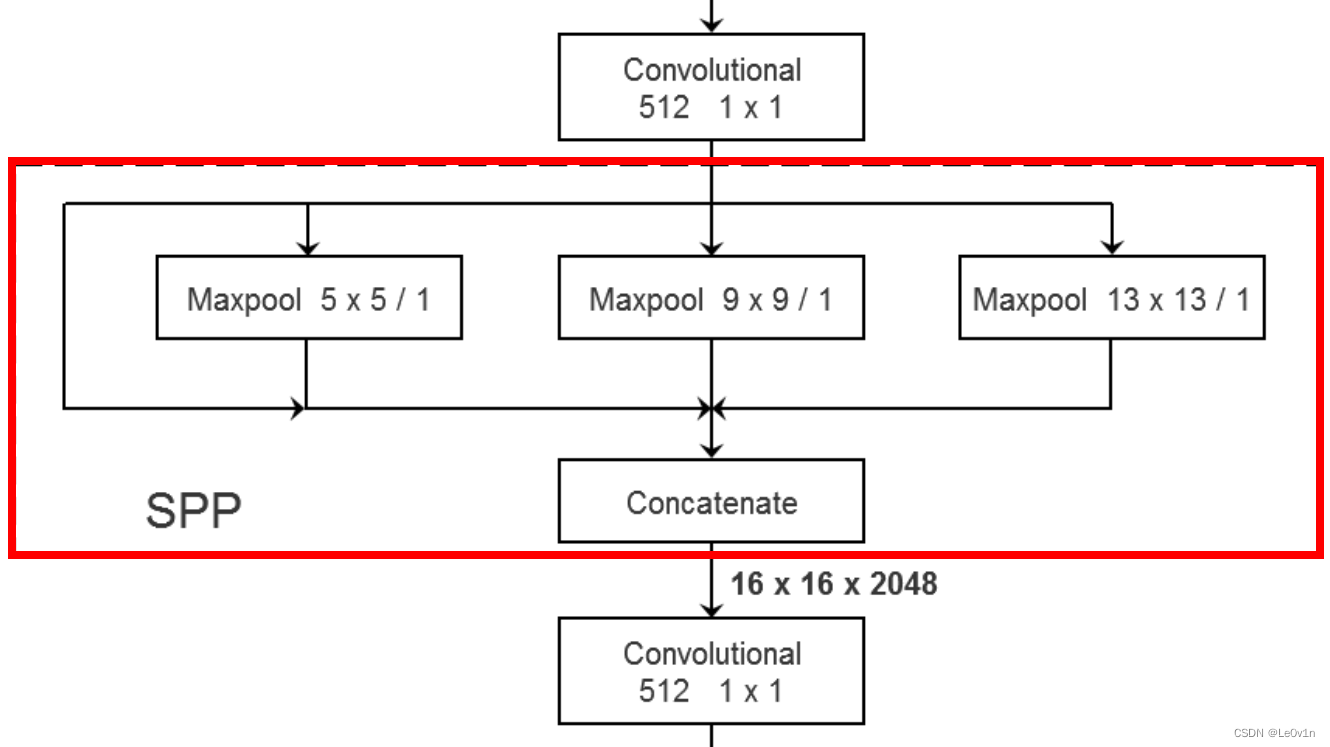 Convolutional
512 1 x 1
Maxpool 5 x 5 / 1
Maxpool 9 x 9 / 1
Maxpool 13 x 13 / 1
Concatenate
SPP
16 x 16 x 2048
Convolutional
512 1 x 1
CSDN @Le0v1n